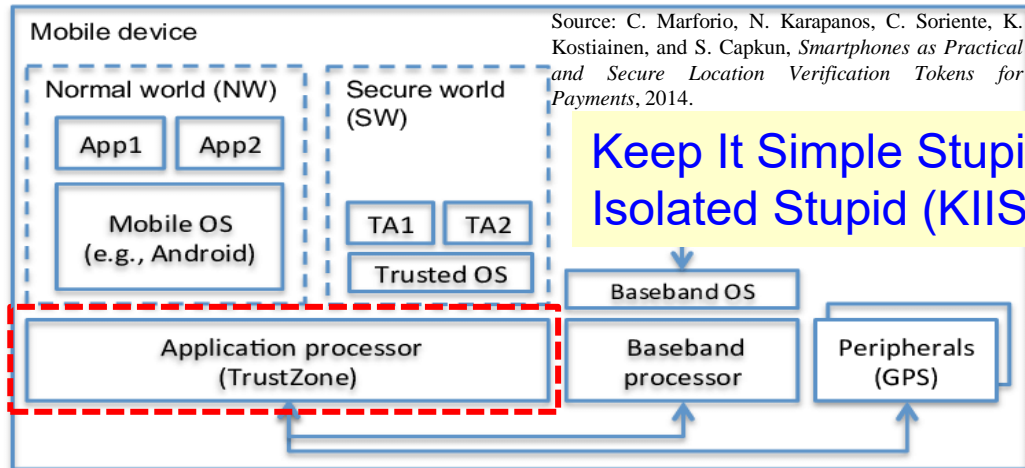 Mobile device
Source: C. Marforio, N. Karapanos, C. Soriente, K.
Kostiainen, and S. Capkun, Smartphones as Practical
and Secure Location Verification Tokens for
Payments, 2014.
Normal world (NW)
Secure world
(SW)
App1
App2
Keep It Simple Stupi
Isolated Stupid (KIIS
Mobile OS
(e.g., Android)
TA1
TA2
Trusted OS
Baseband OS
Application processor
(TrustZone)
Baseband
processor
Peripherals
(GPS)